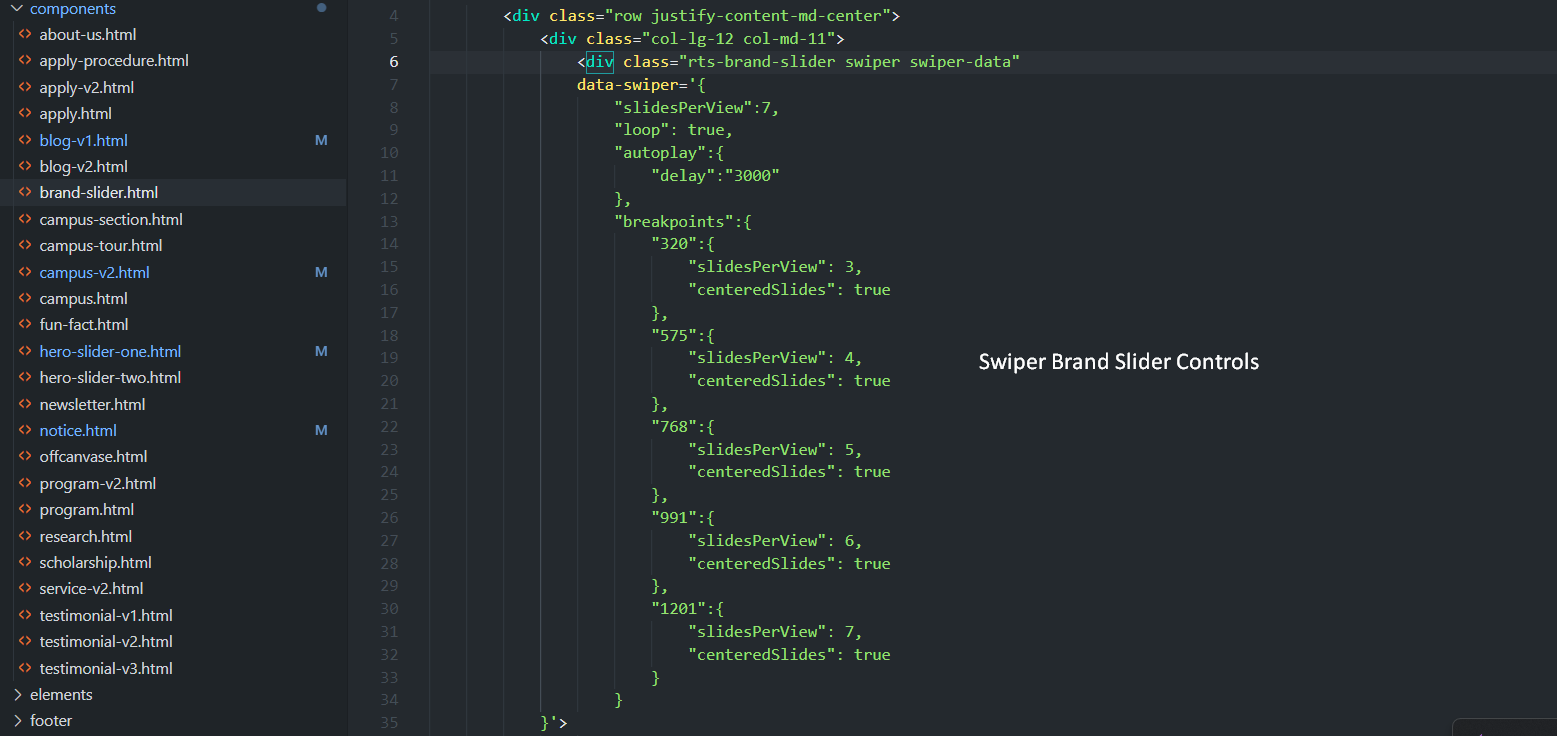 components
about-us.html
apply-procedure.html
apply-v2.html
apply.html
blog-v1.html M
blog-v2.html
brand-slider.html
campus-section.html
campus-tour.html
campus-v2.html M
campus.html
fun-fact.html
hero-slider-one.html M
hero-slider-two.html
newsletter.html
notice.html M
offcanvase.html
program-v2.html
program.html
research.html
scholarship.html
service-v2.html
testimonial-v1.html
testimonial-v2.html
testimonial-v3.html
elements
footer
4 <div class="row justify-content-md-center">
5 <div class="col-lg-12 col-md-11">
6 <div class="rts-brand-slider swiper swiper-data"
7 data-swiper='{
8 "slidesPerView":7,
9 "loop": true,
10 "autoplay":{
11 "delay":"3000"
12 },
13 "breakpoints":{
14 "320":{
15 "slidesPerView": 3,
16 "centeredSlides": true
17 },
18 "575":{
19 "slidesPerView": 4,
20 "centeredSlides": true
21 },
22 "768":{
23 "slidesPerView": 5,
24 "centeredSlides": true
25 },
26 "991":{
27 "slidesPerView": 6,
28 "centeredSlides": true
29 },
30 "1201":{
31 "slidesPerView": 7,
32 "centeredSlides": true
33 }
34 }
35 }'>
Swiper Brand Slider Controls